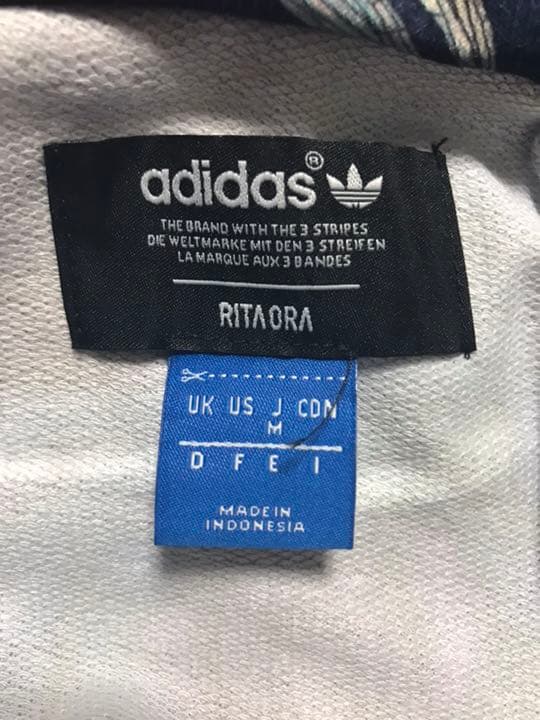 adidas®
THE BRAND WITH THE 3 STRIPES
DIE WELTMARKE MIT DEN 3 STREIFEN
LA MARQUE AUX 3 BANDES
RITA ORA
UK US J CDN
M
D F E I
MADE IN
INDONESIA